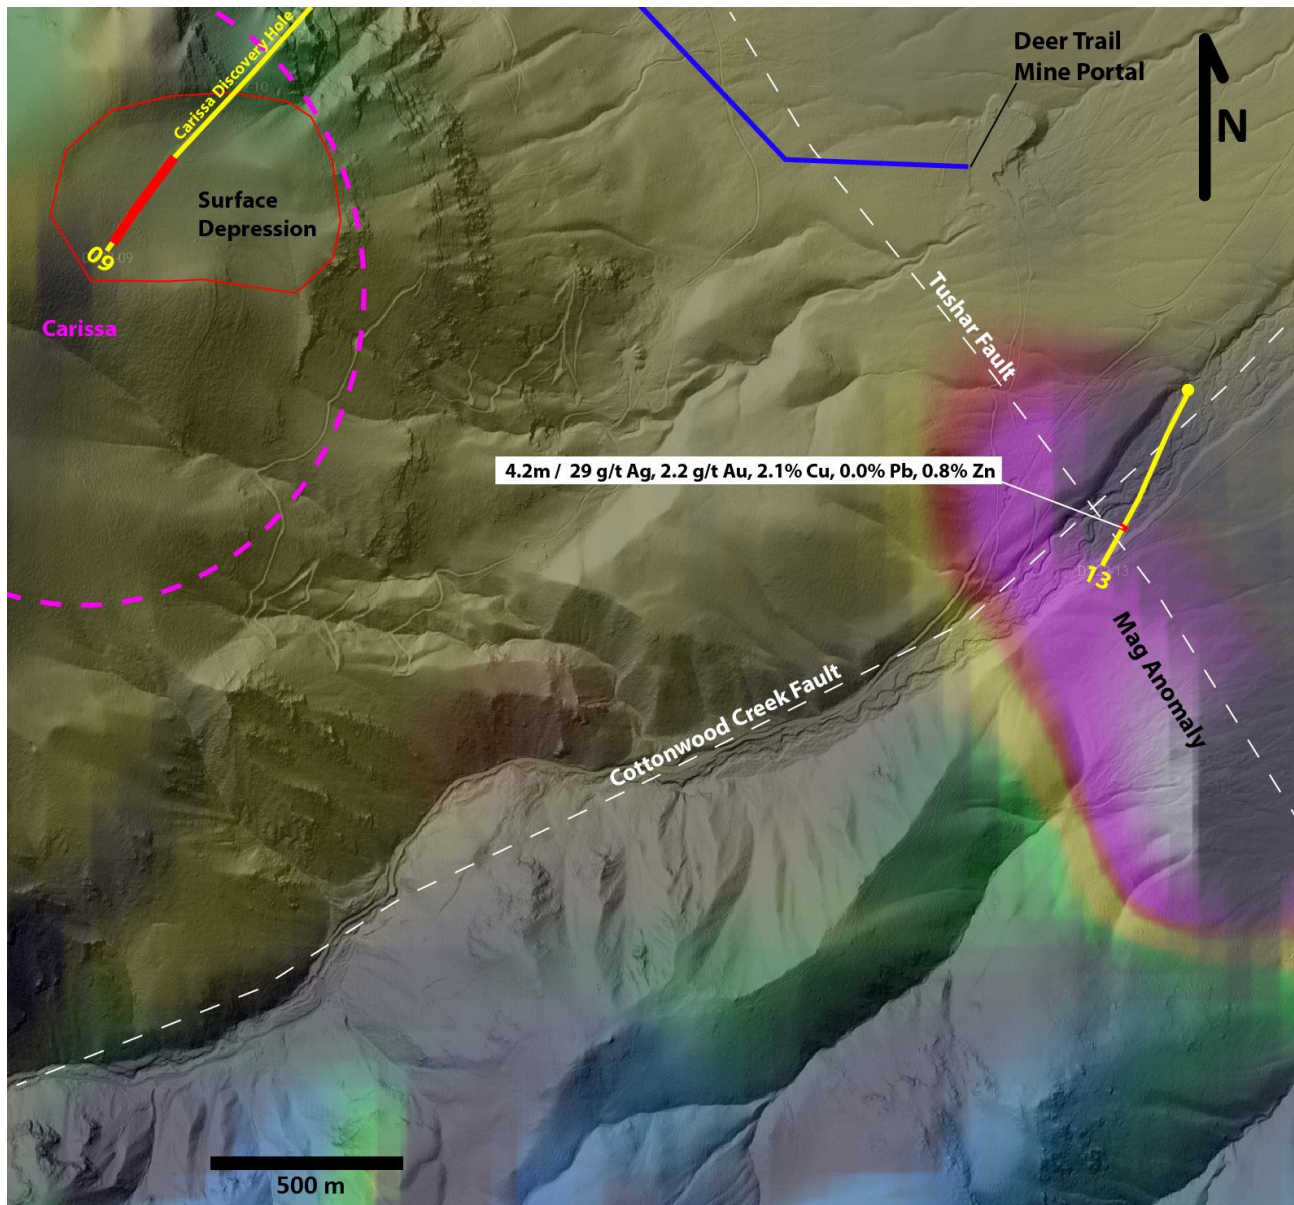 Deer Trail
Mine Portal
N
Carissa Discovery Hole
Surface
Depression
09
Carissa
Tushar Fault
4.2m / 29 g/t Ag, 2.2 g/t Au, 2.1% Cu, 0.0% Pb, 0.8% Zn
13
Mag Anomaly
Cottonwood Creek Fault
500 m